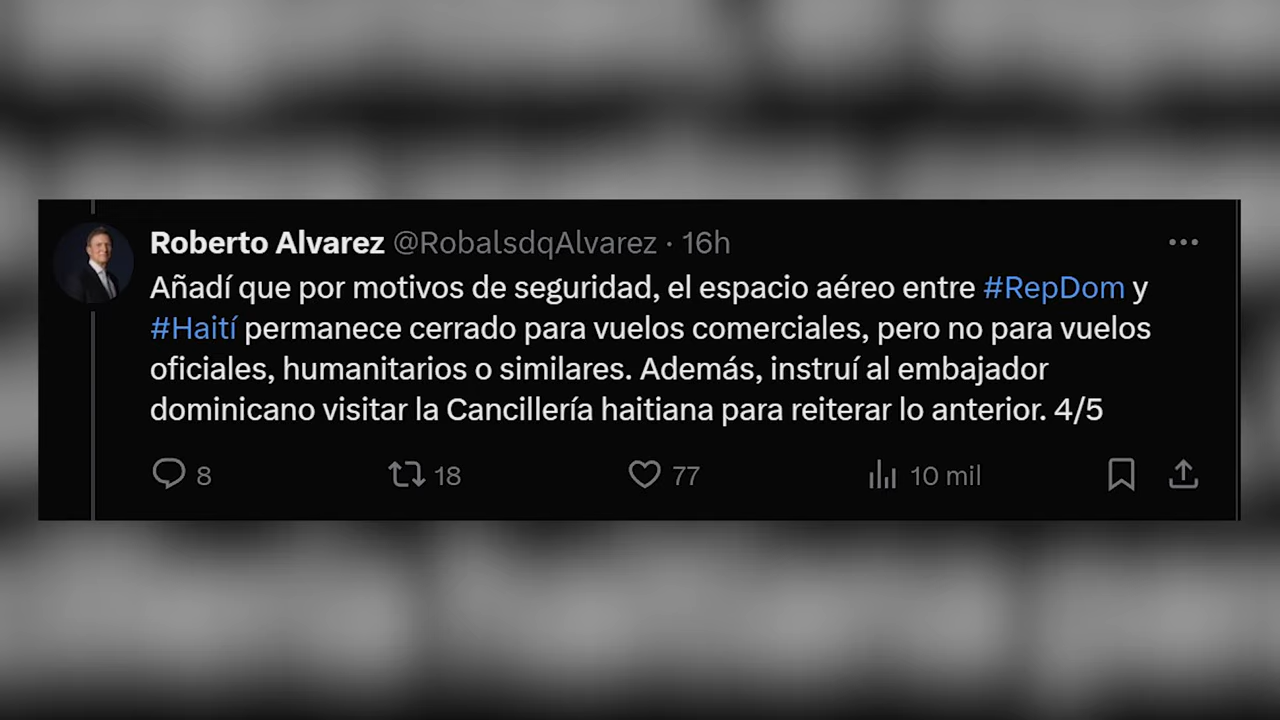 Roberto Alvarez @RobalsdqAlvarez · 16h
Añadí que por motivos de seguridad, el espacio aéreo entre #RepDom y
#Haití permanece cerrado para vuelos comerciales, pero no para vuelos
oficiales, humanitarios o similares. Además, instruí al embajador
dominicano visitar la Cancillería haitiana para reiterar lo anterior. 4/5
8 18 77 10 mil